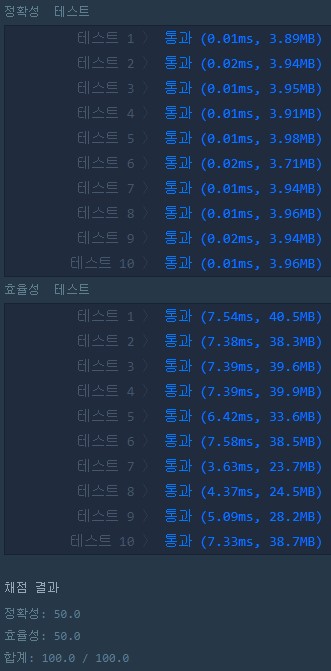 정확성 테스트
테스트 1 〉 통과 (0.01ms, 3.89MB)
테스트 2 〉 통과 (0.02ms, 3.94MB)
테스트 3 〉 통과 (0.01ms, 3.95MB)
테스트 4 〉 통과 (0.01ms, 3.91MB)
테스트 5 〉 통과 (0.01ms, 3.98MB)
테스트 6 〉 통과 (0.02ms, 3.71MB)
테스트 7 〉 통과 (0.01ms, 3.94MB)
테스트 8 〉 통과 (0.01ms, 3.96MB)
테스트 9 〉 통과 (0.02ms, 3.94MB)
테스트 10 〉 통과 (0.01ms, 3.96MB)
효율성 테스트
테스트 1 〉 통과 (7.54ms, 40.5MB)
테스트 2 〉 통과 (7.38ms, 38.3MB)
테스트 3 〉 통과 (7.39ms, 39.6MB)
테스트 4 〉 통과 (7.39ms, 39.9MB)
테스트 5 〉 통과 (6.42ms, 33.6MB)
테스트 6 〉 통과 (7.58ms, 38.5MB)
테스트 7 〉 통과 (3.63ms, 23.7MB)
테스트 8 〉 통과 (4.37ms, 24.5MB)
테스트 9 〉 통과 (5.09ms, 28.2MB)
테스트 10 〉 통과 (7.33ms, 38.7MB)
채점 결과
정확성: 50.0
효율성: 50.0
합계: 100.0 / 100.0